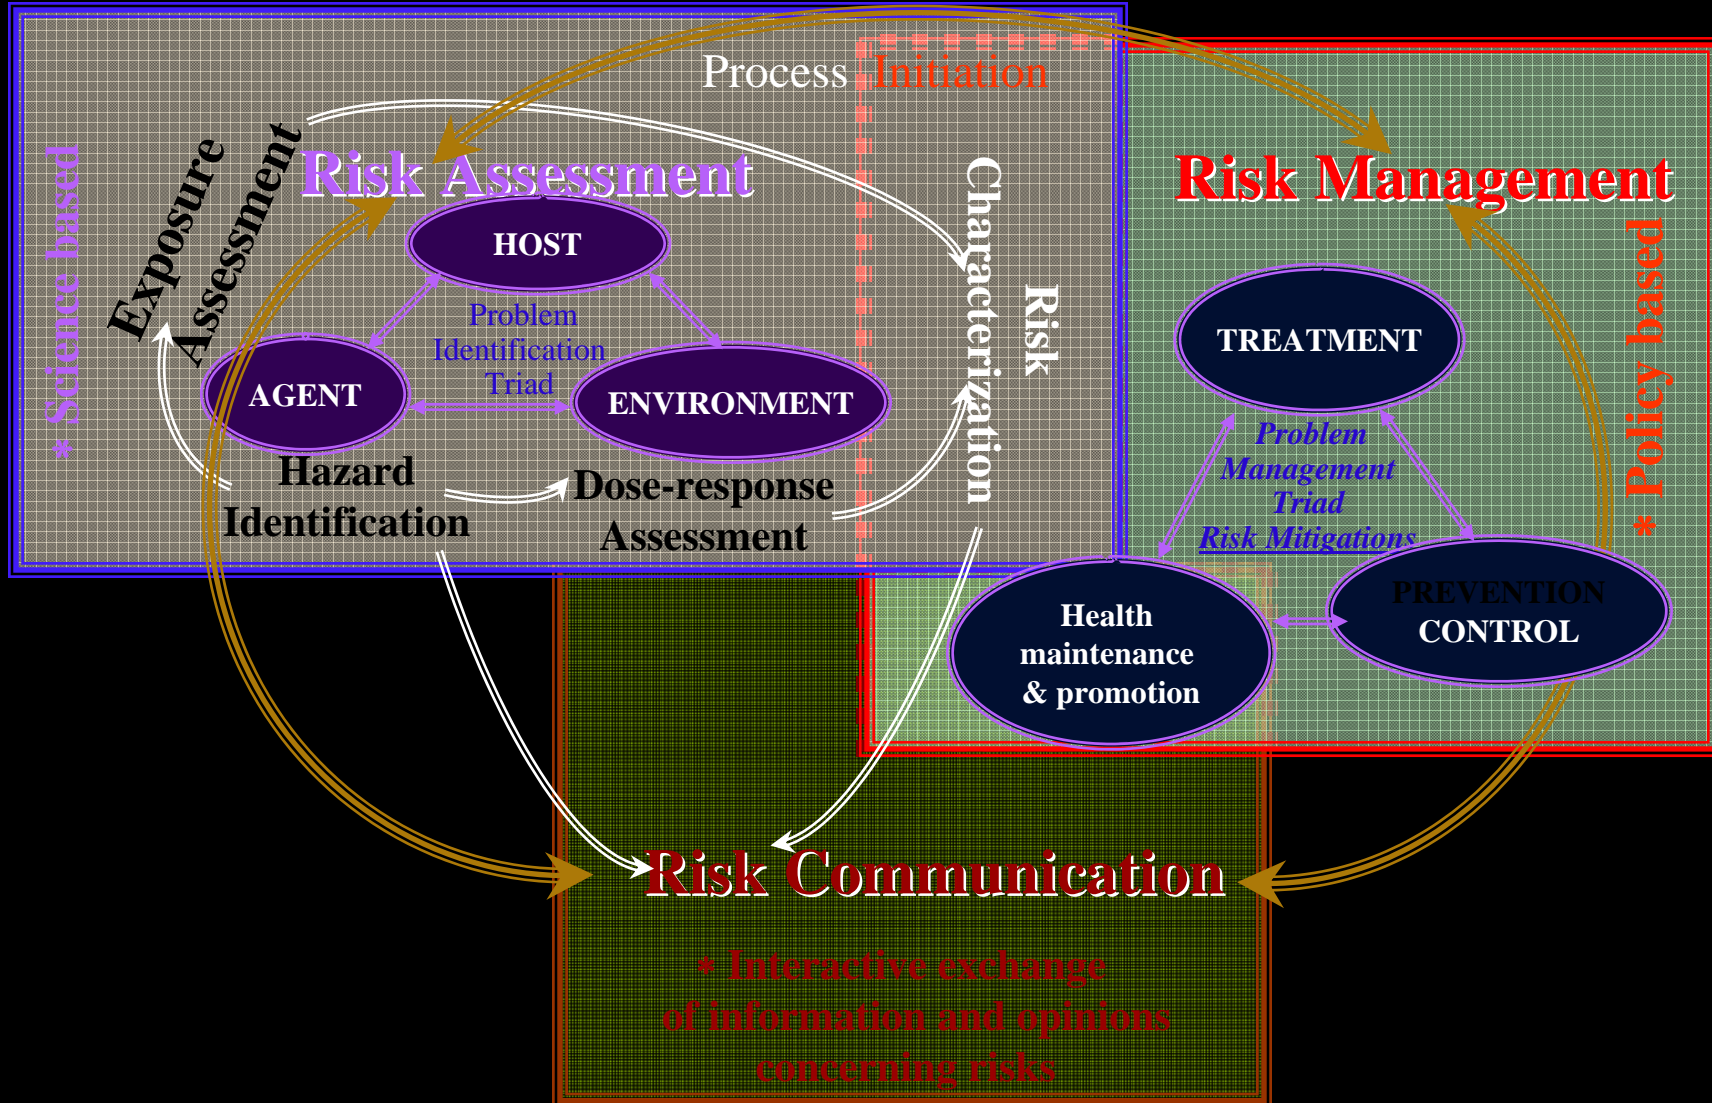 Process Initiation
* Science based
Exposure
Assessment
Risk Assessment
HOST
Problem
Identification
Triad
AGENT
ENVIRONMENT
Hazard
Identification
Dose-response
Assessment
Risk
Characterization
Risk Management
* Policy based
TREATMENT
Problem
Management
Triad
Risk Mitigations
Health
maintenance
& promotion
PREVENTION
CONTROL
Risk Communication
* Interactive exchange
of information and opinions
concerning risks